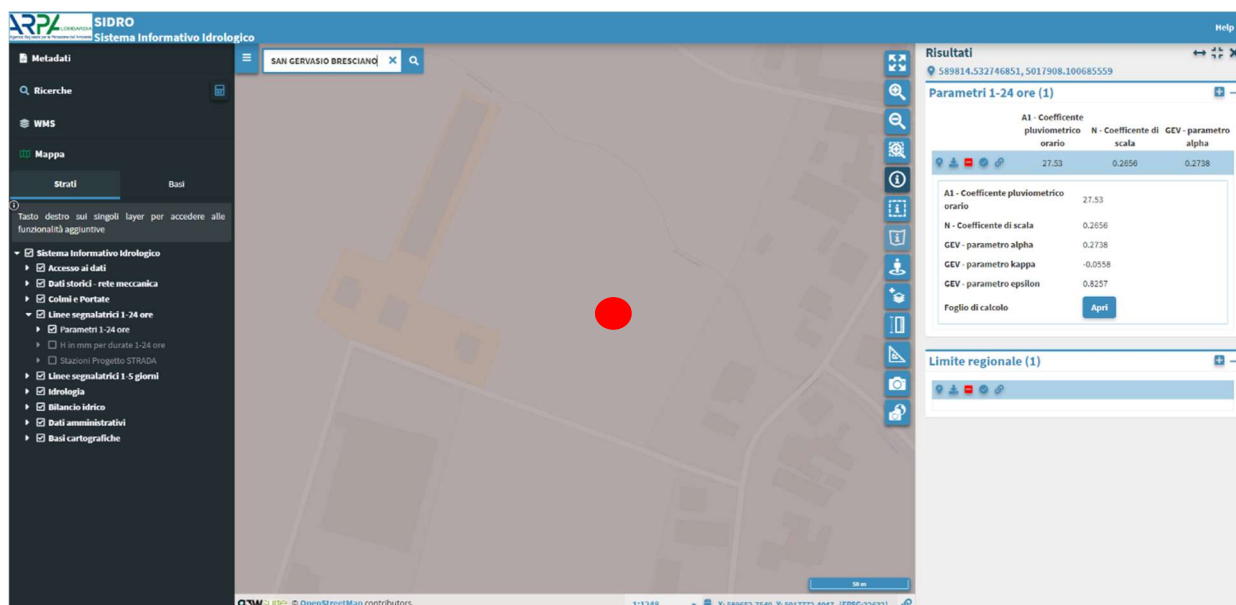 ARPA LOMBARDIA
SIDRO
Sistema Informativo Idrologico
Help
Metadati
Ricerche
WMS
Mappa
Strati
Basi
Tasto destro sui singoli layer per accedere alle
funzionalità aggiuntive
Sistema Informativo Idrologico
Accesso ai dati
Dati storici - rete meccanica
Colmi e Portate
Linee segnalatrici 1-24 ore
Parametri 1-24 ore
H in mm per durate 1-24 ore
Stazioni Progetto STRADA
Linee segnalatrici 1-5 giorni
Idrologia
Bilancio idrico
Dati amministrativi
Basi cartografiche
SAN GERVASIO BRESCIANO
50 m
© OpenStreetMap contributors.
Risultati
589814.532746851, 5017908.100685559
Parametri 1-24 ore (1)
A1 - Coefficente
pluviometrico
orario
N - Coefficente di
scala
GEV - parametro
alpha
27.53
0.2656
0.2738
A1 - Coefficente pluviometrico
orario
27.53
N - Coefficente di scala
0.2656
GEV - parametro alpha
0.2738
GEV - parametro kappa
-0.0558
GEV - parametro epsilon
0.8257
Foglio di calcolo
Apri
Limite regionale (1)